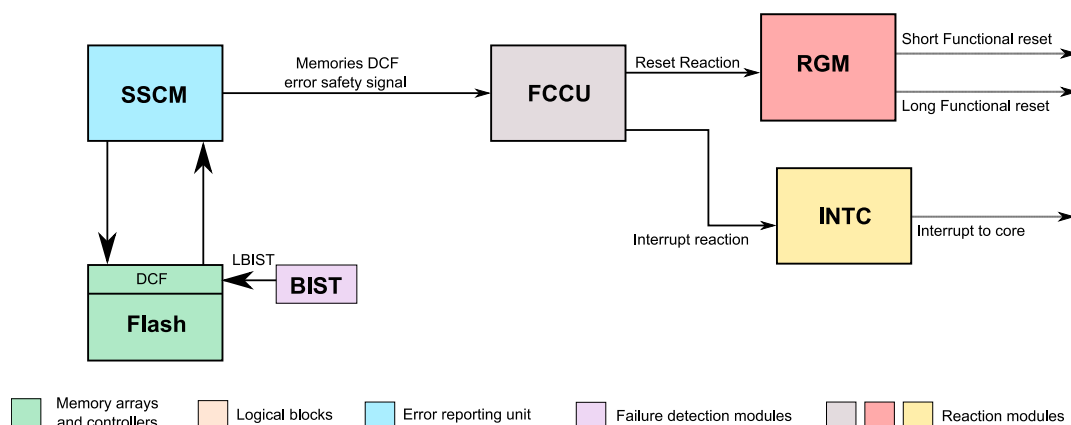 Memories DCF
error safety signal
SSCM
FCCU
Reset Reaction
RGM
Short Functional reset
Long Functional reset
INTC
Interrupt reaction
Interrupt to core
LBIST
DCF
BIST
Flash
Memory arrays
and controllers
Logical blocks
Error reporting unit
Failure detection modules
Reaction modules